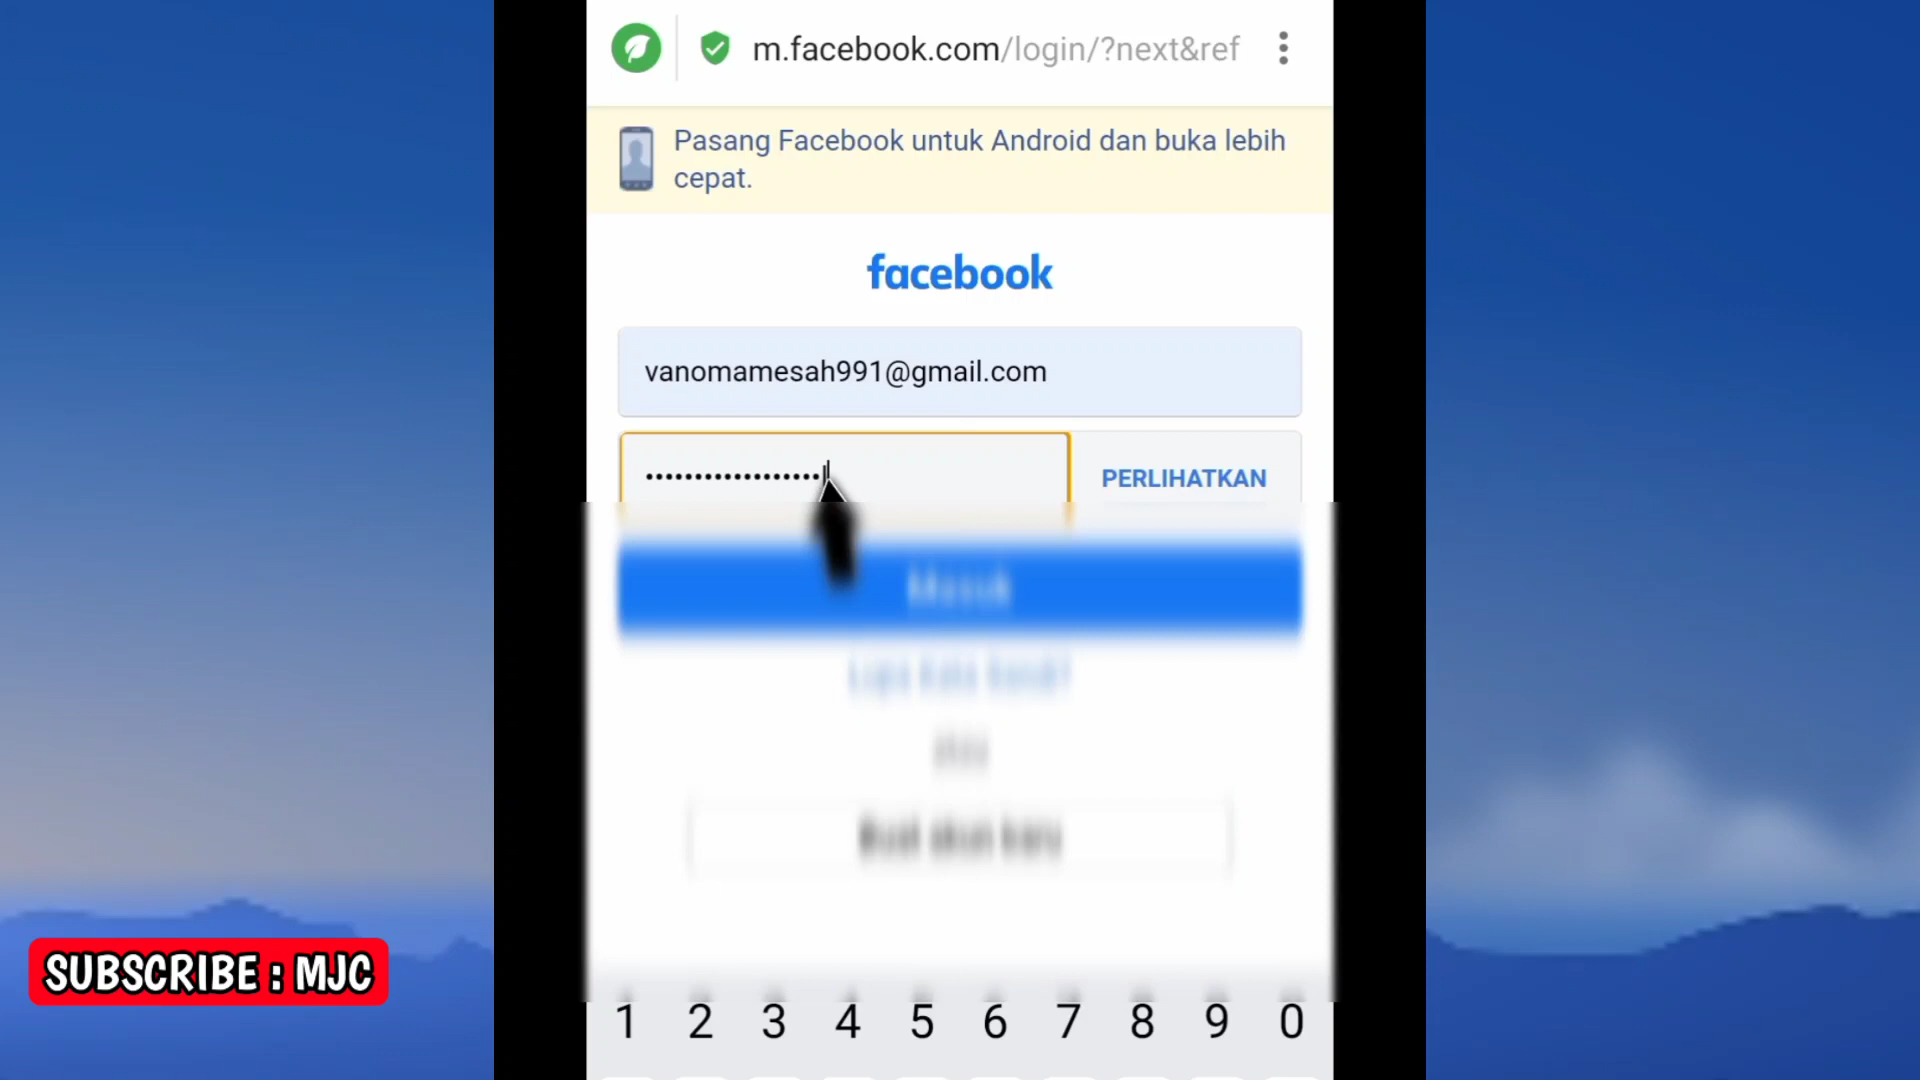 m.facebook.com/login/?next&ref
Pasang Facebook untuk Android dan buka lebih
cepat.
facebook
vanomamesah991@gmail.com
••••••••••••••••••
PERLIHATKAN
SUBSCRIBE : MJC
1 2 3 4 5 6 7 8 9 0